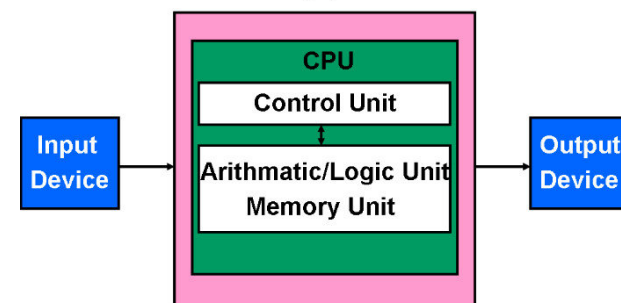 CPU
Control Unit
Input
Device
Arithmatic/Logic Unit
Memory Unit
Output
Device